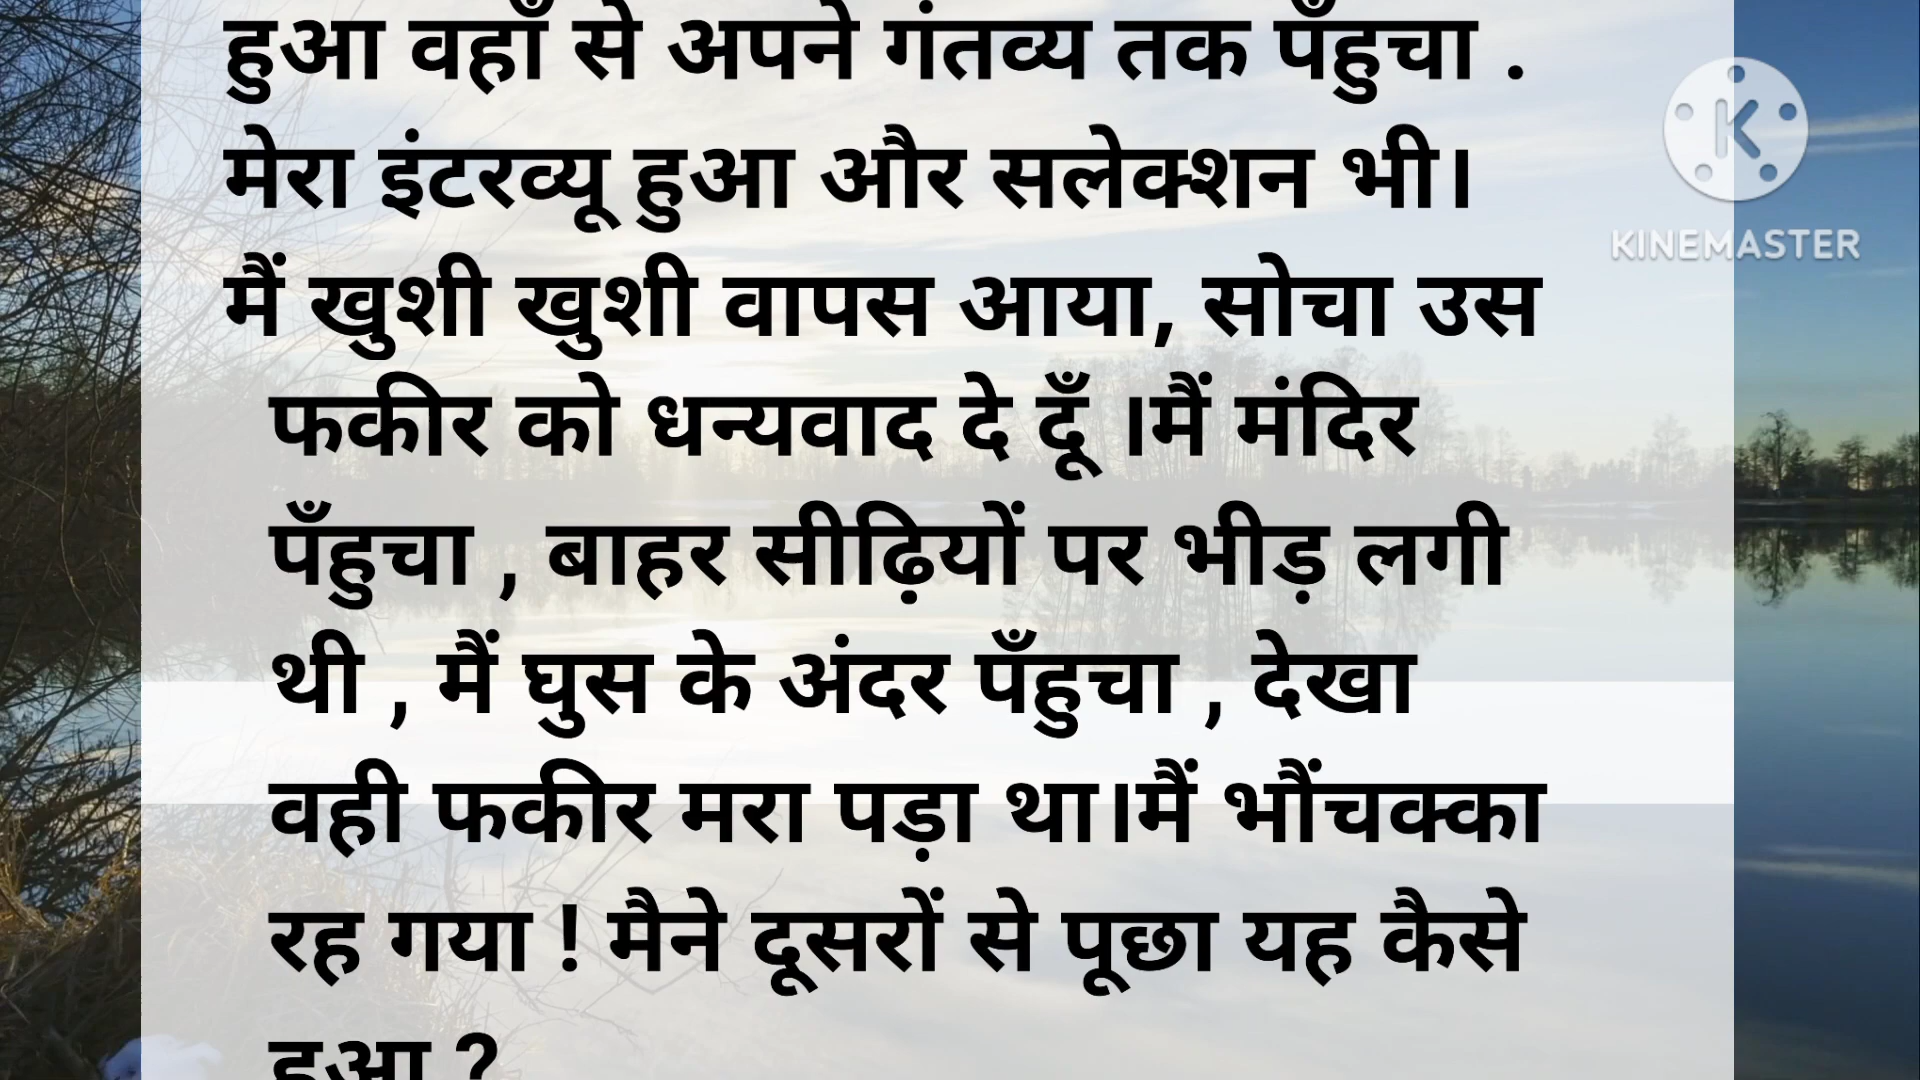 हुआ वहाँ से अपने गंतव्य तक पँहुचा .
मेरा इंटरव्यू हुआ और सलेक्शन भी।
मैं खुशी खुशी वापस आया, सोचा उस
फकीर को धन्यवाद दे दूँ ।मैं मंदिर
पँहुचा , बाहर सीढ़ियों पर भीड़ लगी
थी , मैं घुस के अंदर पँहुचा , देखा
वही फकीर मरा पड़ा था।मैं भौंचक्का
रह गया ! मैने दूसरों से पूछा यह कैसे
हुआ ?
KINEMASTER